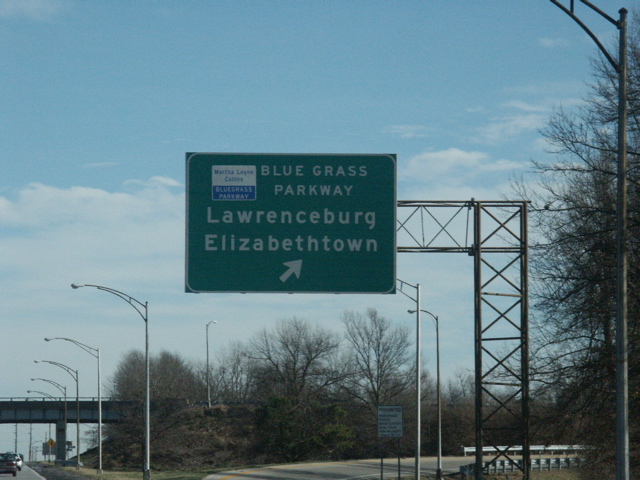 Martha Layne
Collins
BLUEGRASS
PARKWAY
BLUE GRASS
PARKWAY
Lawrenceburg
Elizabethtown